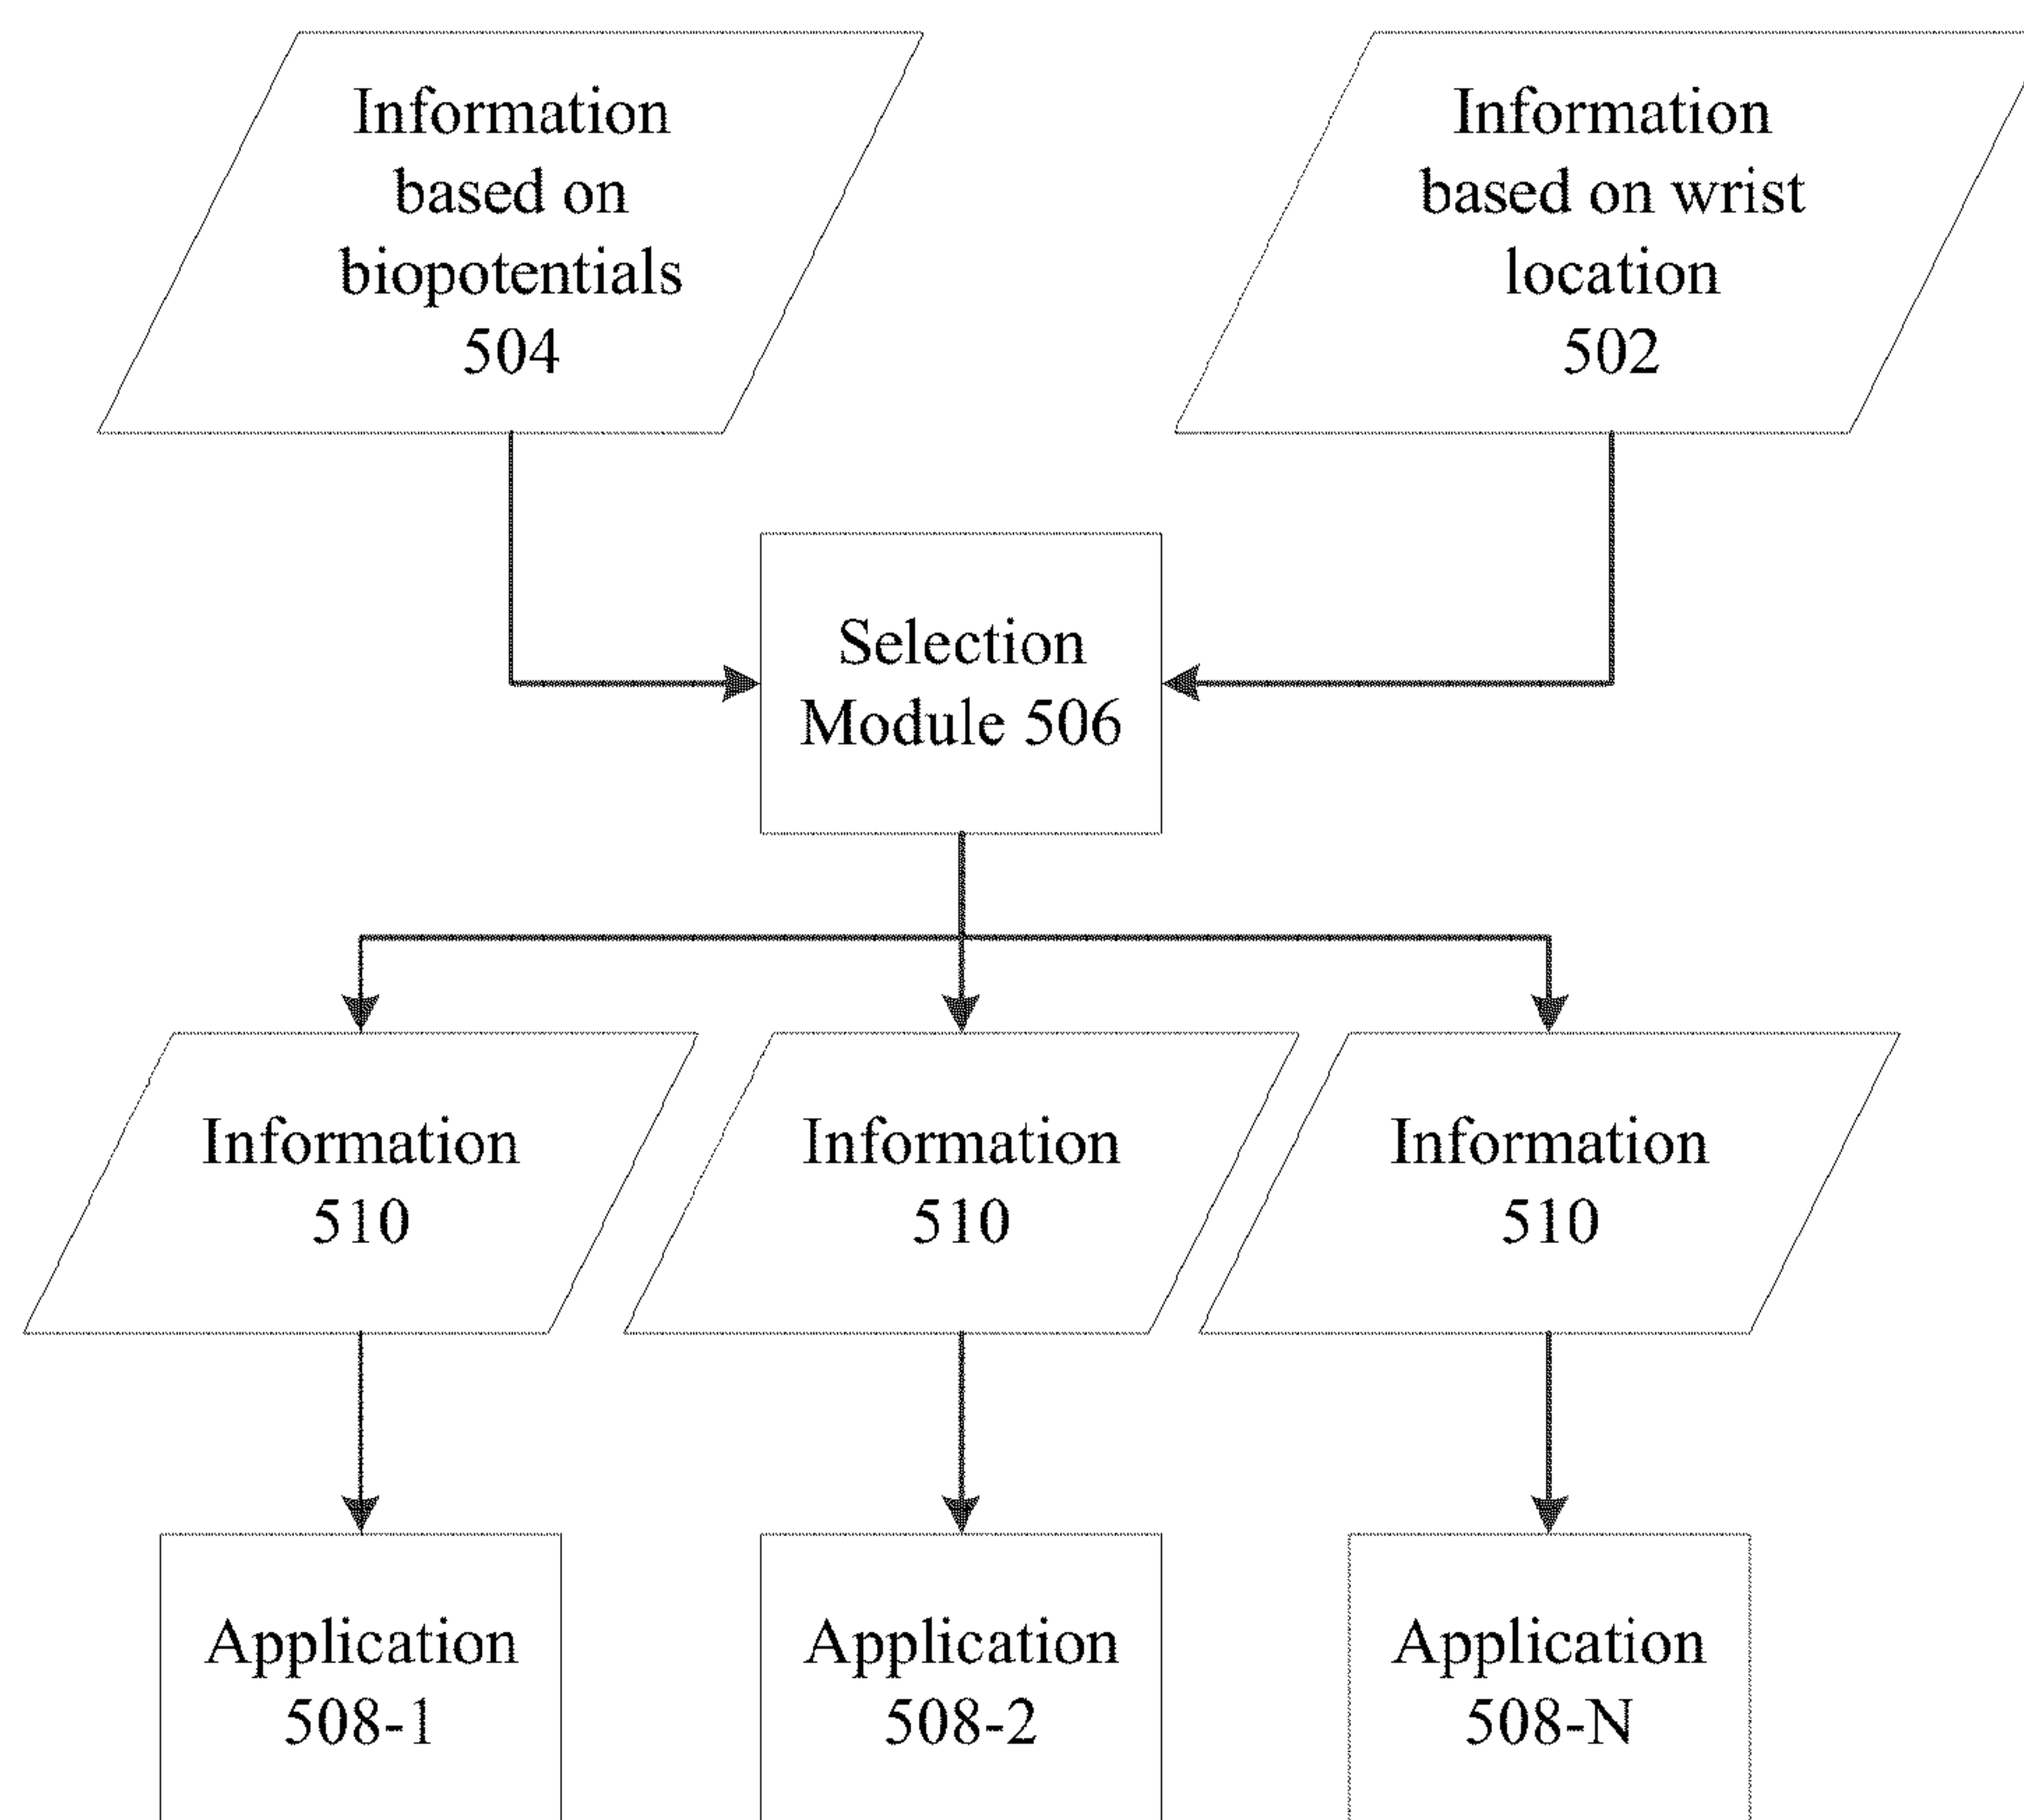 Information
based on
biopotentials
504
Information
based on wrist
location
502
Selection
Module 506
Information
510
Information
510
Information
510
Application
508-1
Application
508-2
Application
508-N